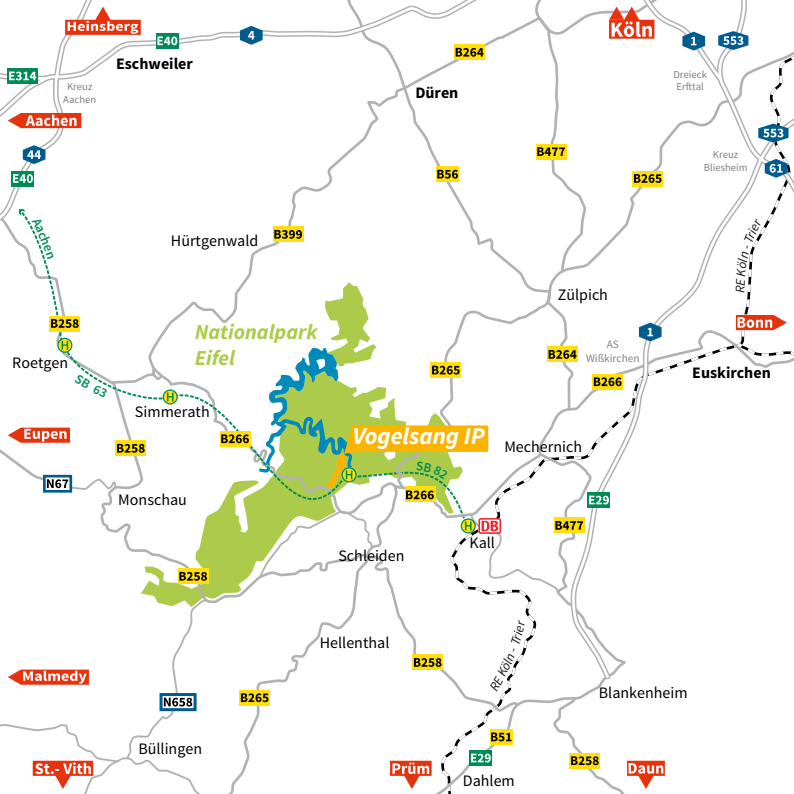 Heinsberg
Köln
E40
4
1
553
B264
Eschweiler
E314
Kreuz
Aachen
Dreieck
Erfttal
Düren
Aachen
553
44
B477
Kreuz
Bliesheim
61
E40
B56
B265
Aachen
B399
Hürtgenwald
RE Köln - Trier
Zülpich
B258
Nationalpark
Eifel
Bonn
1
H
AS
Wißkirchen
Roetgen
B264
B265
B266
Euskirchen
SB 63
H
Simmerath
Eupen
B266
Vogelsang IP
B258
Mechernich
SB 82
H
N67
B266
Monschau
E29
H
DB
B477
Kall
Schleiden
B258
Hellenthal
RE Köln - Trier
B258
Malmedy
B265
Blankenheim
N658
B51
Büllingen
E29
B258
St.- Vith
Prüm
Daun
Dahlem